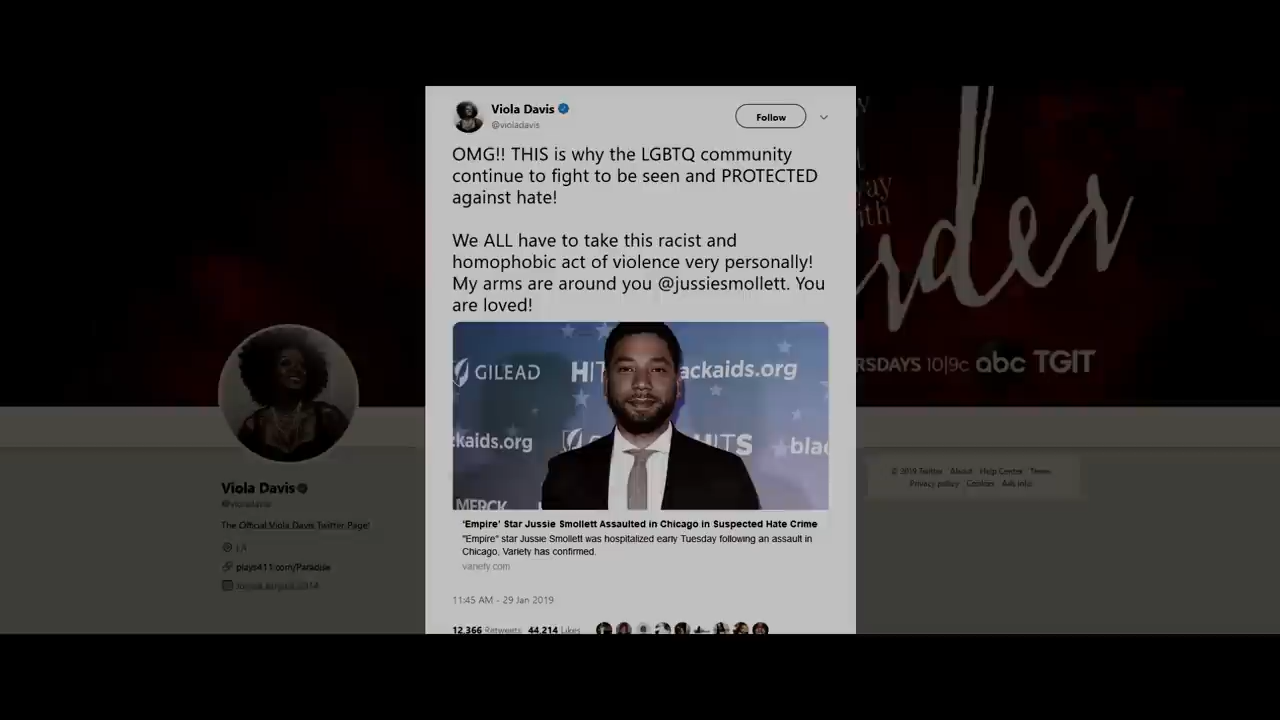 Viola Davis
@violadavis
Follow
OMG!! THIS is why the LGBTQ community
continue to fight to be seen and PROTECTED
against hate!
We ALL have to take this racist and
homophobic act of violence very personally!
My arms are around you @jussiesmollett. You
are loved!
GILEAD HIT ackaids.org
ckaids.org HITS blac
MERCK
'Empire' Star Jussie Smollett Assaulted in Chicago in Suspected Hate Crime
"Empire" star Jussie Smollett was hospitalized early Tuesday following an assault in
Chicago, Variety has confirmed.
variety.com
11:45 AM - 29 Jan 2019
12,366 Retweets 44,214 Likes
Viola Davis
@violadavis
The Official Viola Davis Twitter Page!
LA
plays411.com/Paradise
way
ith
rder
RSDAYS 10|9c abc TGIT
© 2019 Twitter About Help Center Terms
Privacy policy Cookies Ads info